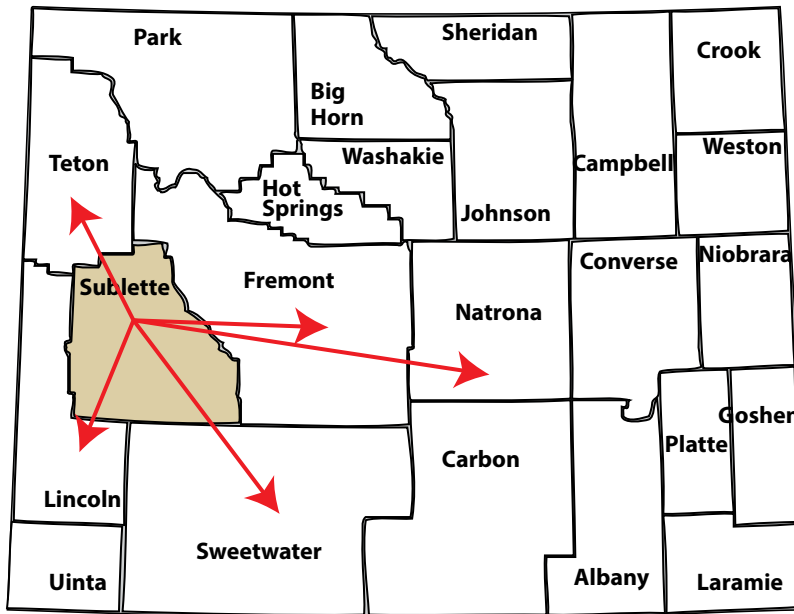 Park
Sheridan
Crook
Big
Horn
Teton
Washakie
Campbell
Weston
Hot
Springs
Johnson
Sublette
Fremont
Converse
Niobrara
Natrona
Goshen
Platte
Carbon
Lincoln
Sweetwater
Uinta
Albany
Laramie